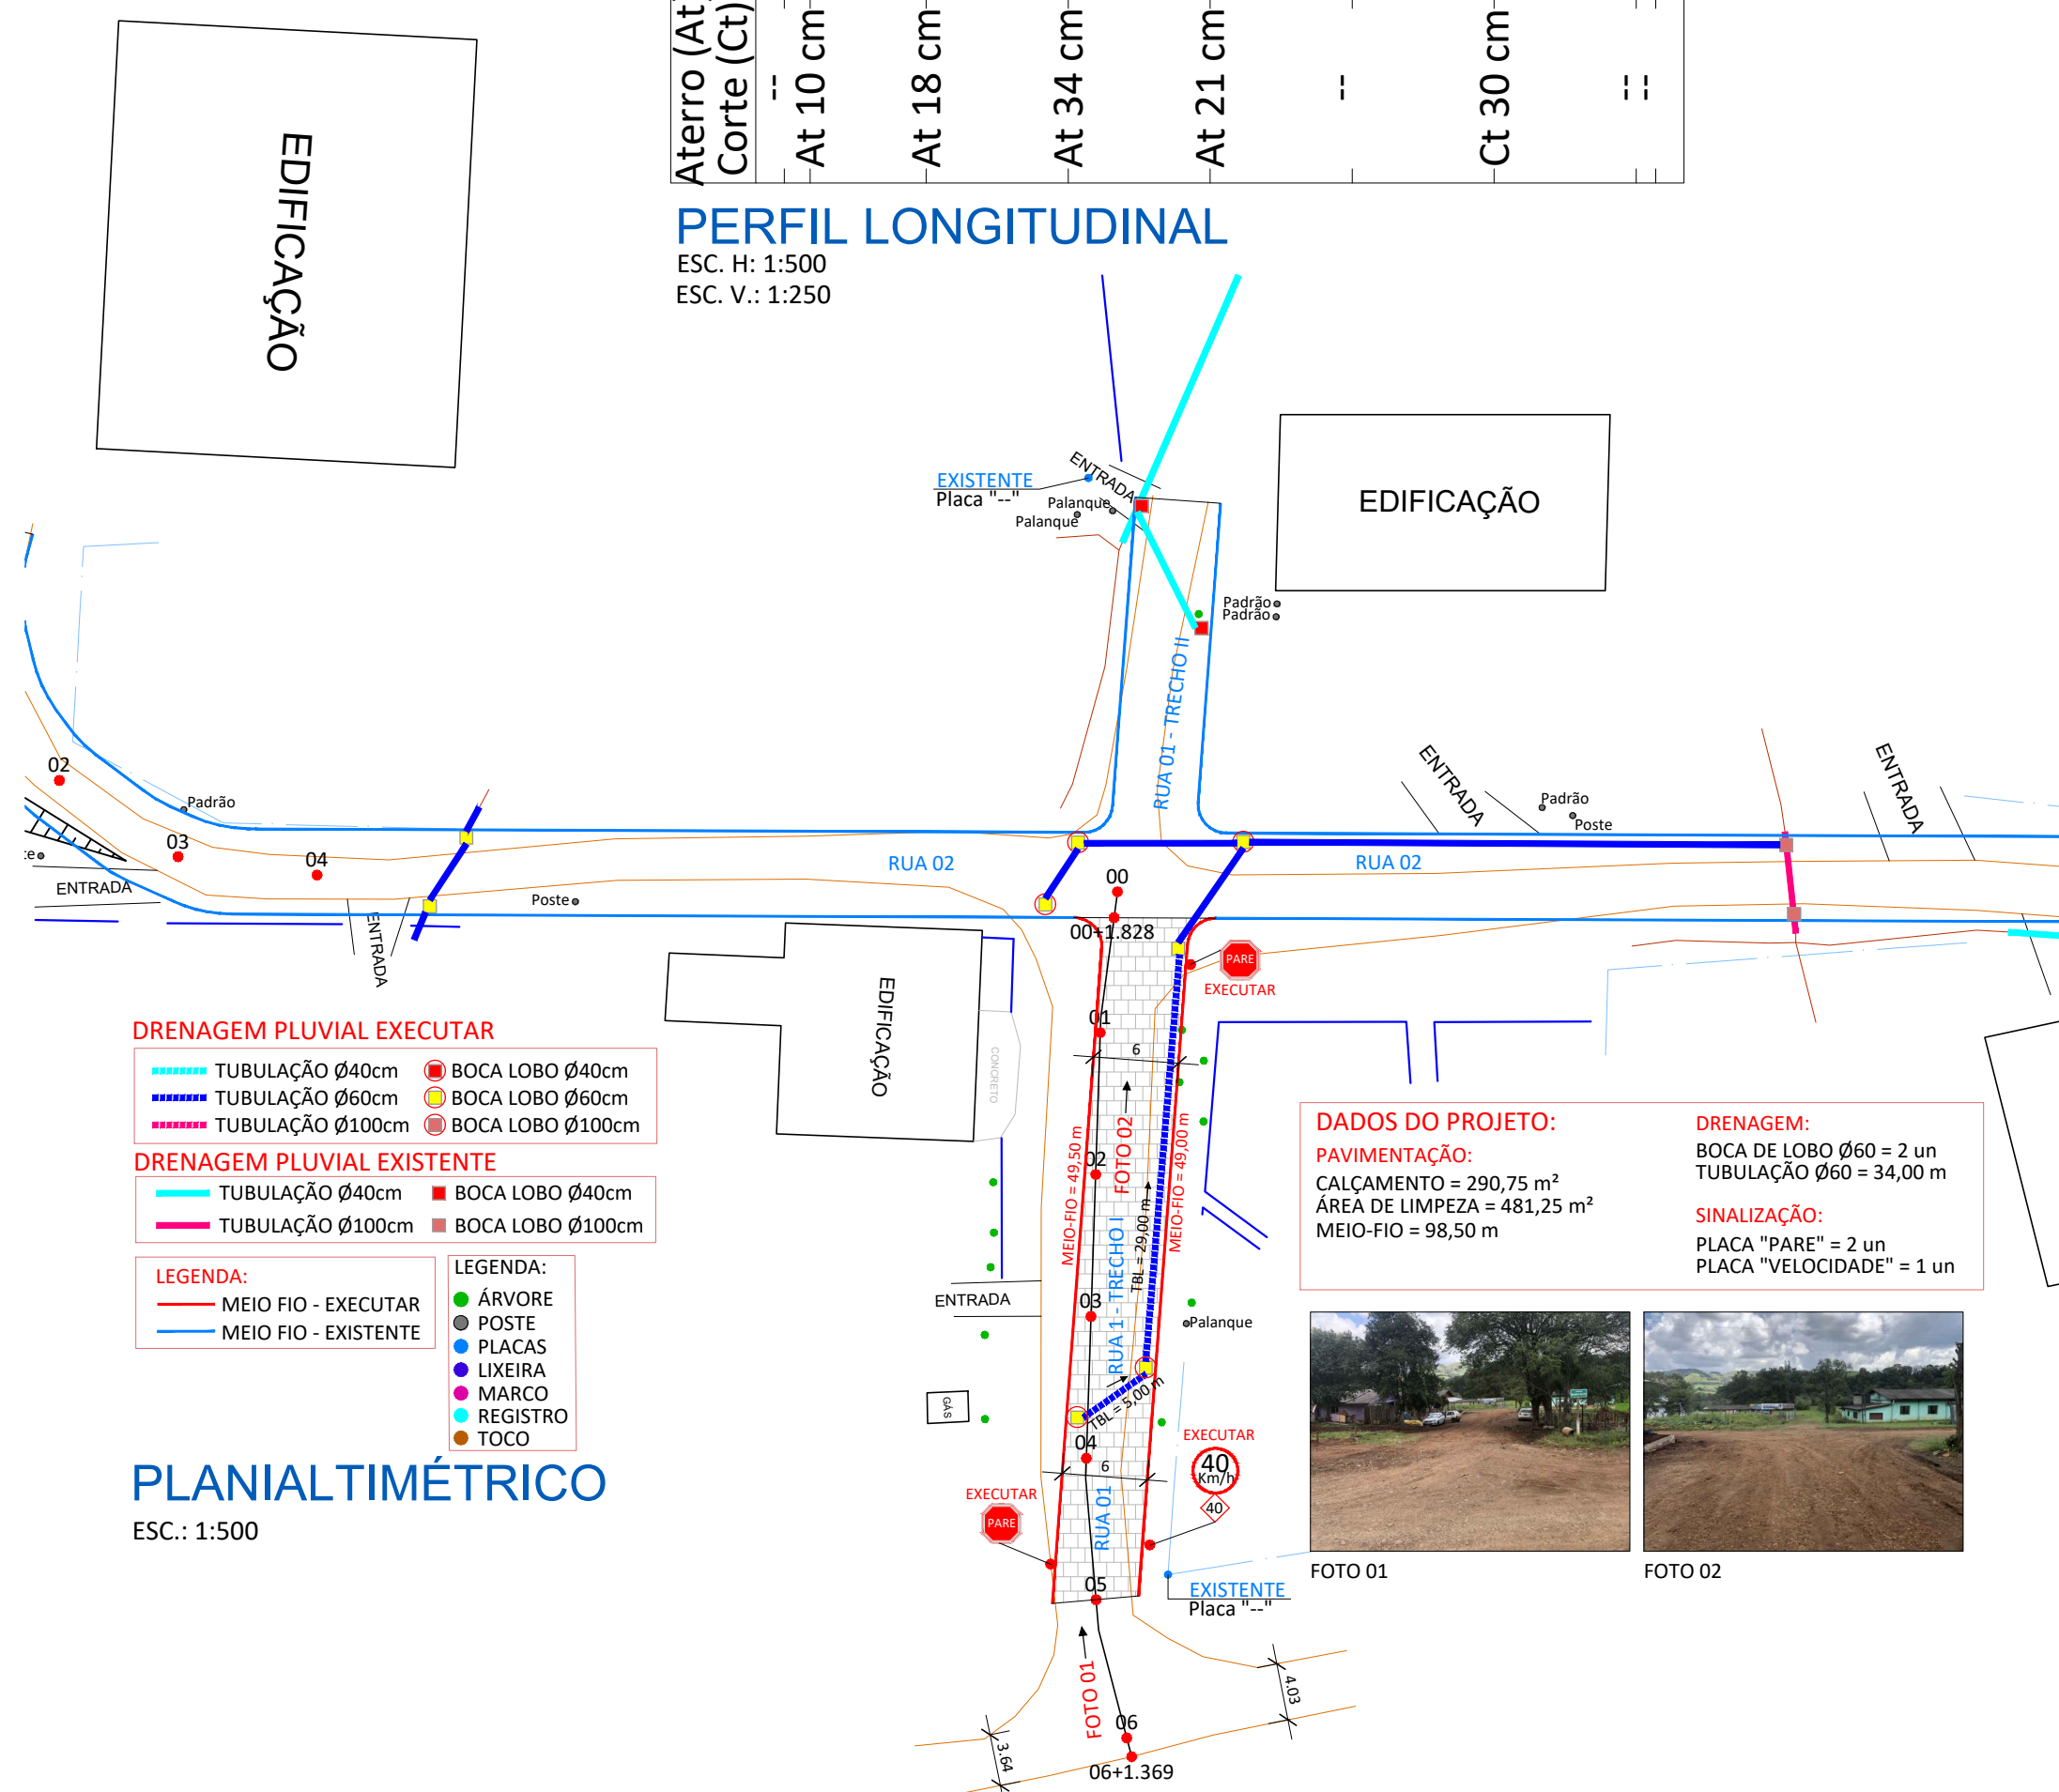 Aterro (At)
Corte (Ct)
--
At 10 cm
At 18 cm
At 34 cm
At 21 cm
--
Ct 30 cm
--
--
PERFIL LONGITUDINAL
ESC. H: 1:500
ESC. V.: 1:250
EDIFICAÇÃO
EDIFICAÇÃO
EXISTENTE
Placa "--"
ENTRADA
Palanque
Palanque
Padrão
Padrão
RUA 01 - TRECHO II
02
Padrão
03
04
ENTRADA
ENTRADA
Poste
RUA 02
RUA 02
ENTRADA
Padrão
Poste
ENTRADA
00
00+1.828
PARE
EXECUTAR
EDIFICAÇÃO
CONCRETO
01
6
FOTO 02
02
MEIO-FIO = 49,50 m
MEIO-FIO = 49,00 m
TBL = 29,00 m
RUA 1 - TRECHO I
ENTRADA
03
Palanque
TBL = 5,00 m
GÁS
04
6
EXECUTAR
40
Km/h
40
EXECUTAR
PARE
RUA 01
05
EXISTENTE
Placa "--"
FOTO 01
06
06+1.369
3.64
4.03
DRENAGEM PLUVIAL EXECUTAR
TUBULAÇÃO Ø40cm BOCA LOBO Ø40cm
TUBULAÇÃO Ø60cm BOCA LOBO Ø60cm
TUBULAÇÃO Ø100cm BOCA LOBO Ø100cm
DRENAGEM PLUVIAL EXISTENTE
TUBULAÇÃO Ø40cm BOCA LOBO Ø40cm
TUBULAÇÃO Ø100cm BOCA LOBO Ø100cm
LEGENDA:
MEIO FIO - EXECUTAR
MEIO FIO - EXISTENTE
LEGENDA:
ÁRVORE
POSTE
PLACAS
LIXEIRA
MARCO
REGISTRO
TOCO
PLANIALTIMÉTRICO
ESC.: 1:500
DADOS DO PROJETO:
PAVIMENTAÇÃO:
CALÇAMENTO = 290,75 m²
ÁREA DE LIMPEZA = 481,25 m²
MEIO-FIO = 98,50 m
DRENAGEM:
BOCA DE LOBO Ø60 = 2 un
TUBULAÇÃO Ø60 = 34,00 m
SINALIZAÇÃO:
PLACA "PARE" = 2 un
PLACA "VELOCIDADE" = 1 un
FOTO 01
FOTO 02